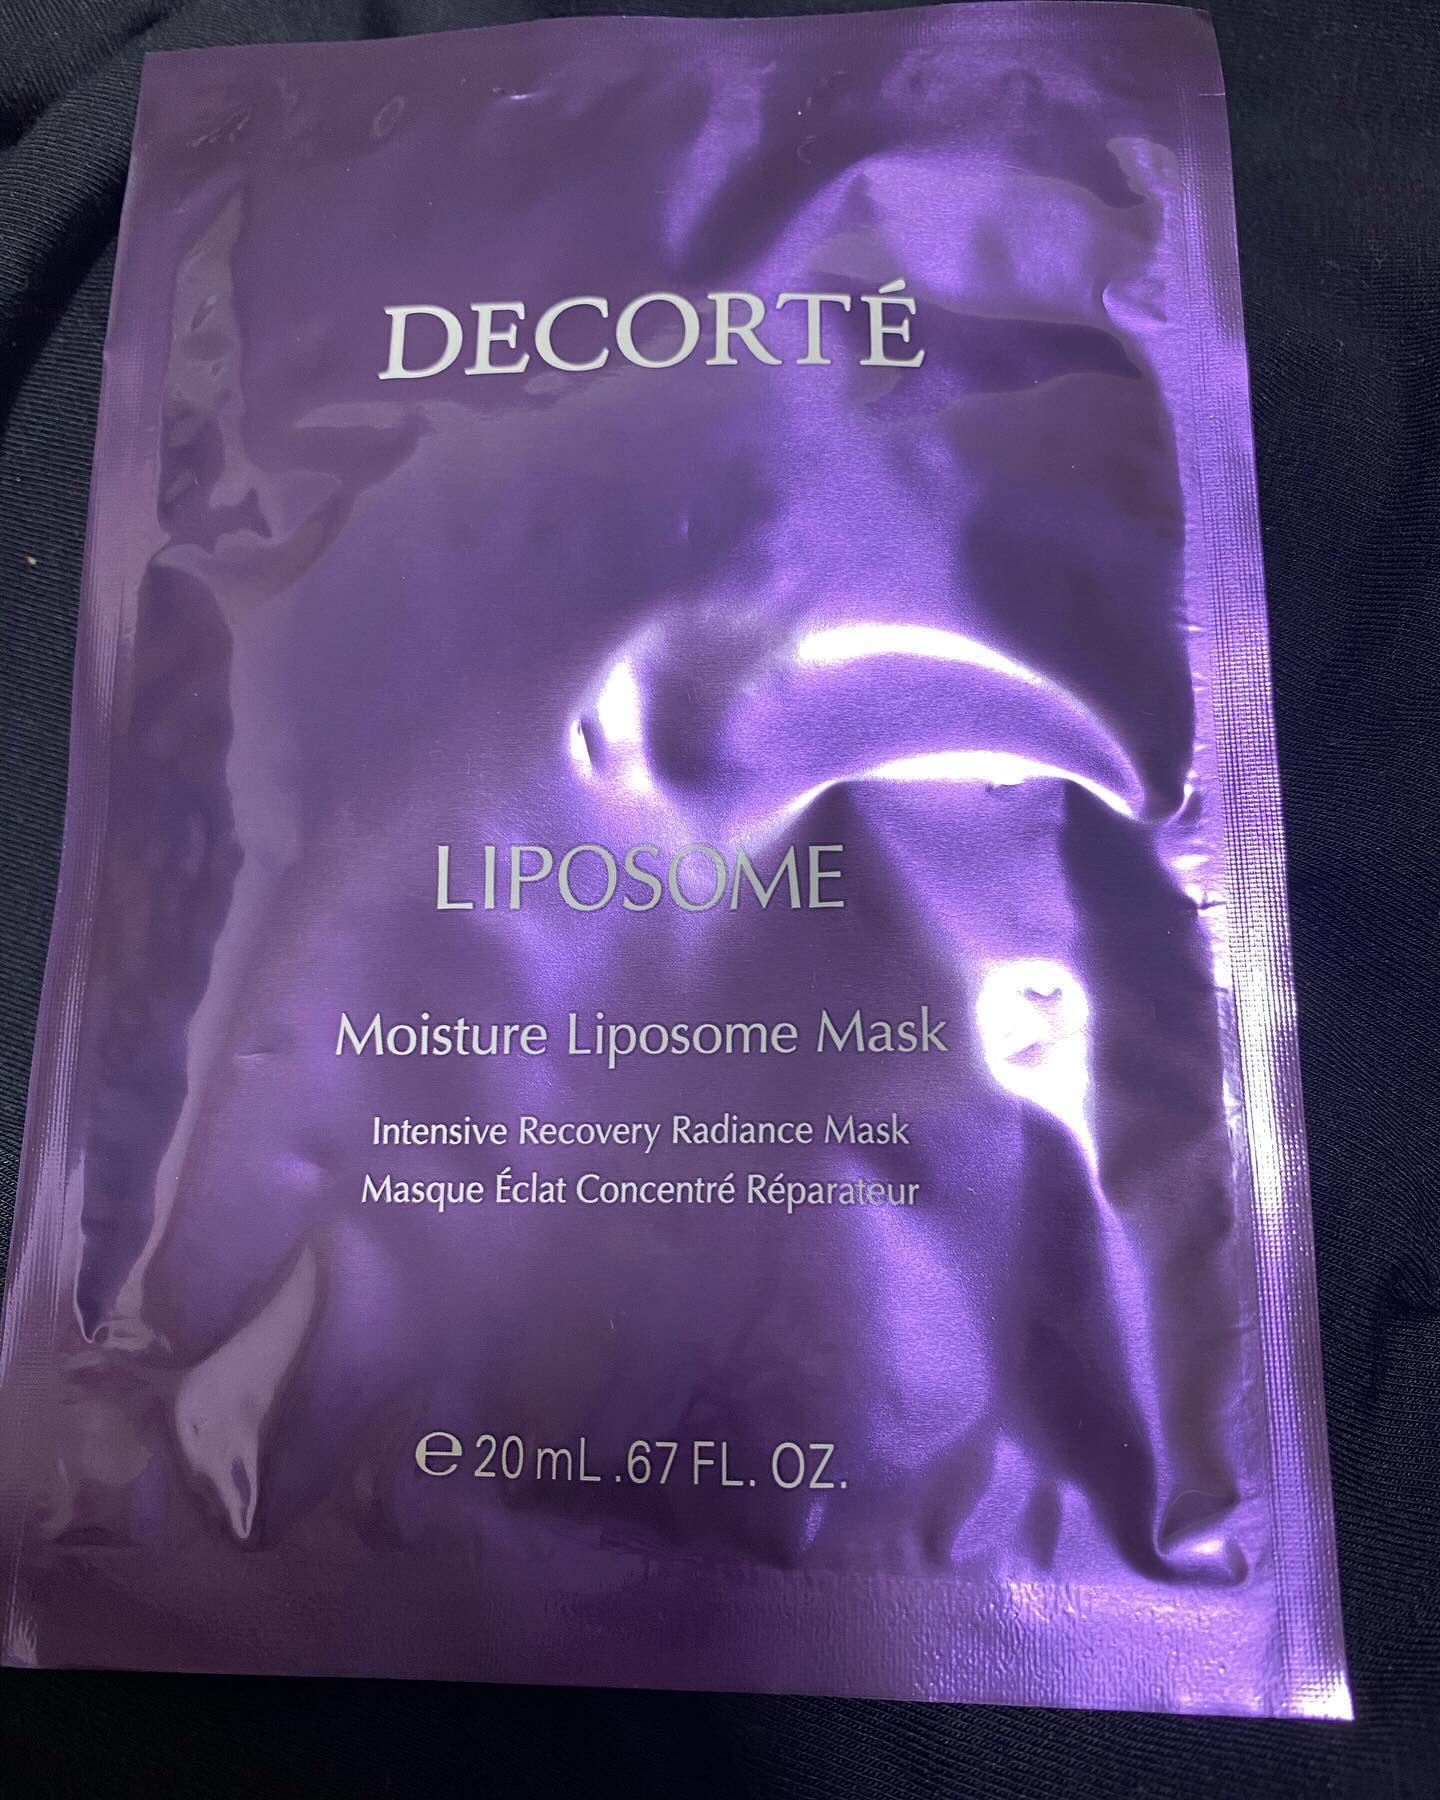 DECORTÉ
LIPOSOME
Moisture Liposome Mask
Intensive Recovery Radiance Mask
Masque Éclat Concentré Réparateur
℮ 20 mL .67 FL. OZ.